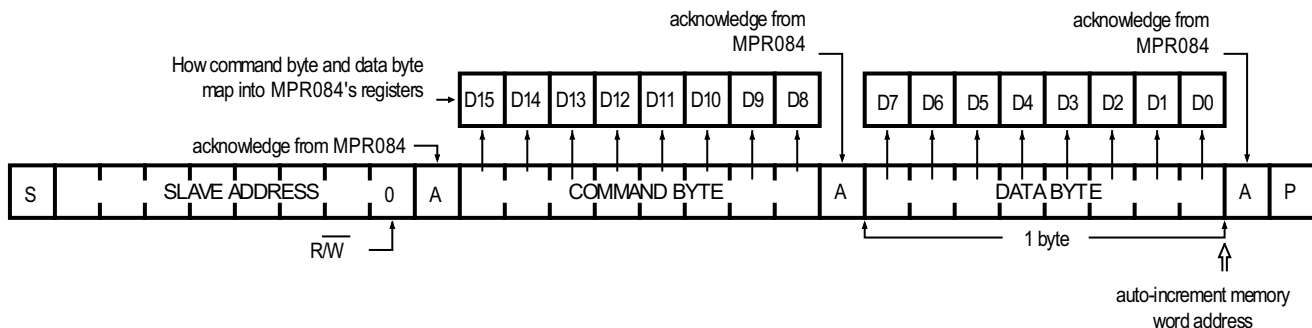 acknowledge from
MPR084
acknowledge from
MPR084
How command byte and data byte
map into MPR084's registers
D15 D14 D13 D12 D11 D10 D9 D8 D7 D6 D5 D4 D3 D2 D1 D0
acknowledge from MPR084
S SLAVE ADDRESS 0 A COMMAND BYTE A DATA BYTE A P
R/W̅
1 byte
auto-increment memory
word address